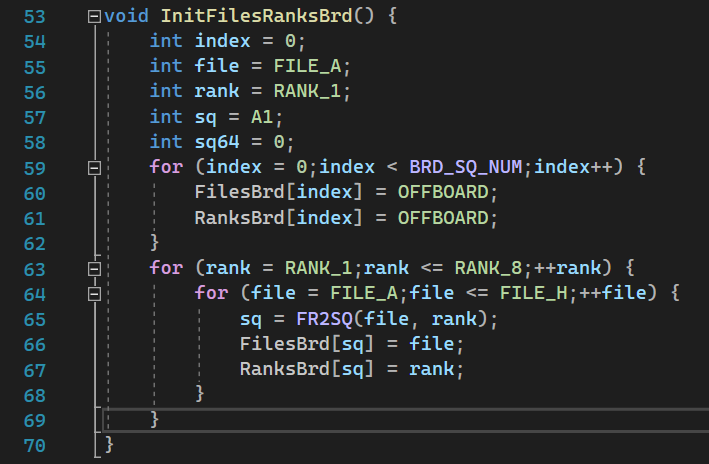 53 void InitFilesRanksBrd() {
54 int index = 0;
55 int file = FILE_A;
56 int rank = RANK_1;
57 int sq = A1;
58 int sq64 = 0;
59 for (index = 0;index < BRD_SQ_NUM;index++) {
60 FilesBrd[index] = OFFBOARD;
61 RanksBrd[index] = OFFBOARD;
62 }
63 for (rank = RANK_1;rank <= RANK_8;++rank) {
64 for (file = FILE_A;file <= FILE_H;++file) {
65 sq = FR2SQ(file, rank);
66 FilesBrd[sq] = file;
67 RanksBrd[sq] = rank;
68 }
69 }
70 }